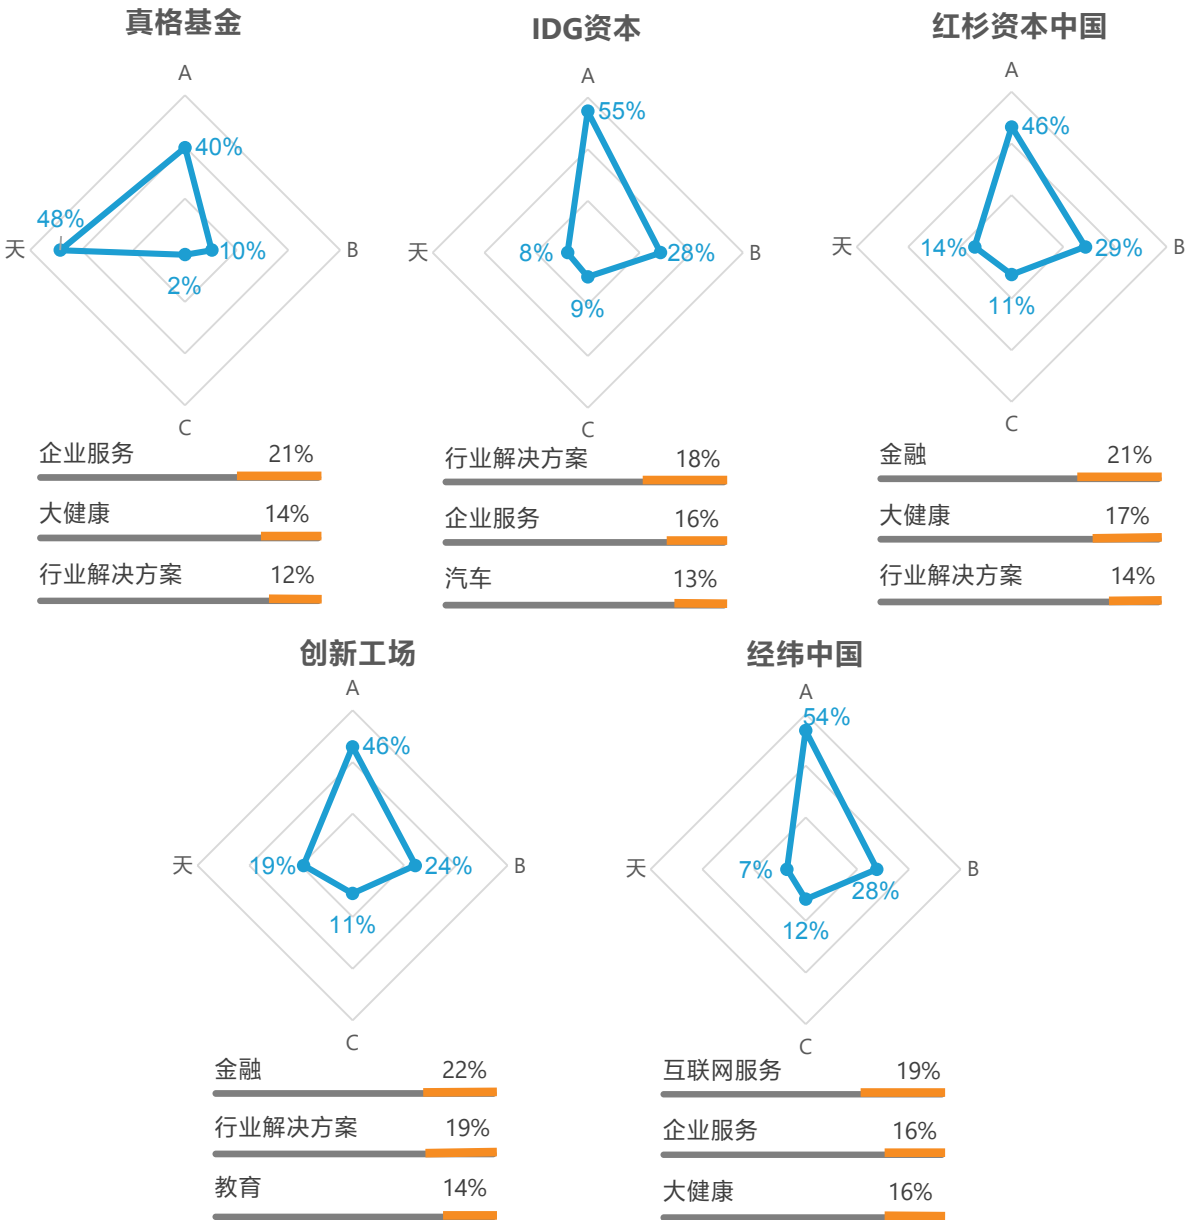 真格基金
A
40%
48%
天
10%
B
2%
C
企业服务 21%
大健康 14%
行业解决方案 12%
IDG资本
A
55%
天
8%
28%
B
9%
C
行业解决方案 18%
企业服务 16%
汽车 13%
红杉资本中国
A
46%
天
14%
29%
B
11%
C
金融 21%
大健康 17%
行业解决方案 14%
创新工场
A
46%
天
19%
24%
B
11%
C
金融 22%
行业解决方案 19%
教育 14%
经纬中国
A
54%
天
7%
28%
B
12%
C
互联网服务 19%
企业服务 16%
大健康 16%